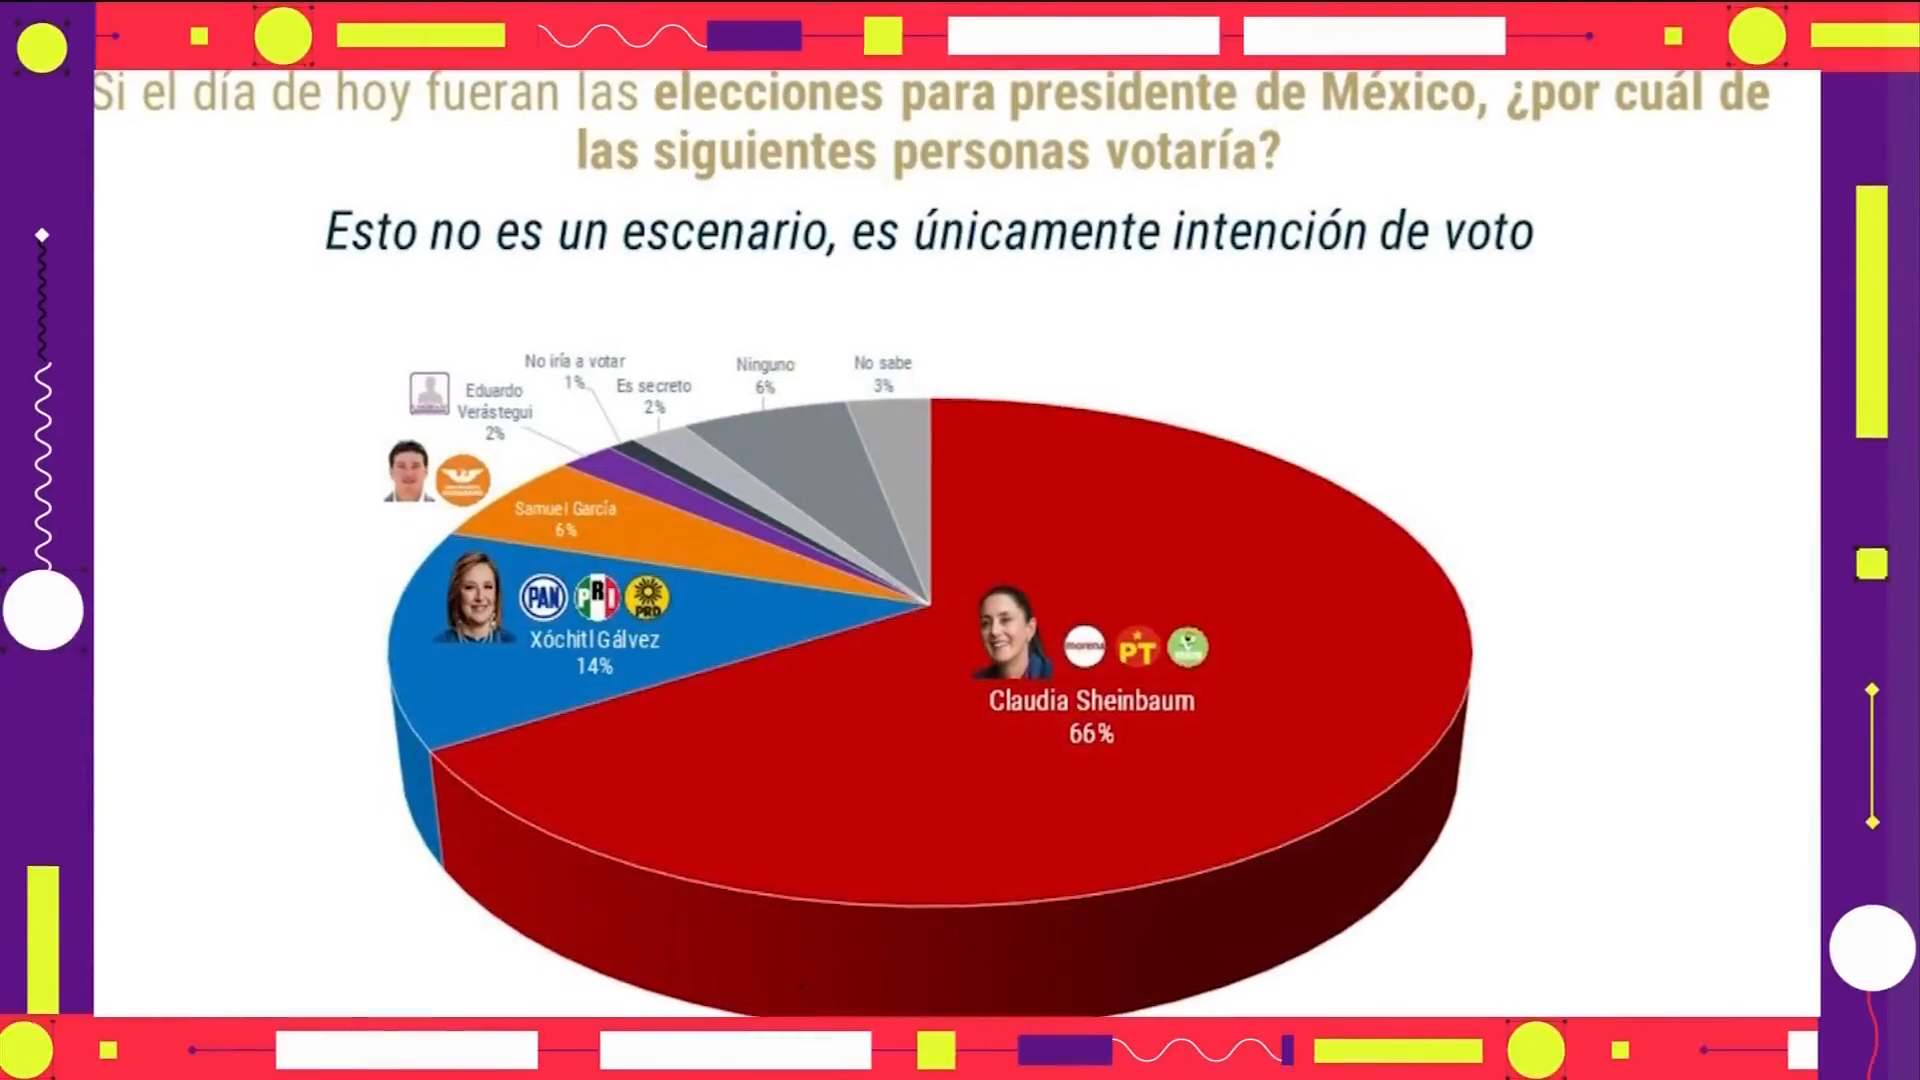 Si el día de hoy fueran las elecciones para presidente de México, ¿por cuál de
las siguientes personas votaría?
Esto no es un escenario, es únicamente intención de voto
No iría a votar
1%
Eduardo
Verástegui
2%
Es secreto
2%
Ninguno
6%
No sabe
3%
Samuel García
6%
PAN
PRI
PRD
Xóchitl Gálvez
14%
morena
PT
Claudia Sheinbaum
66%